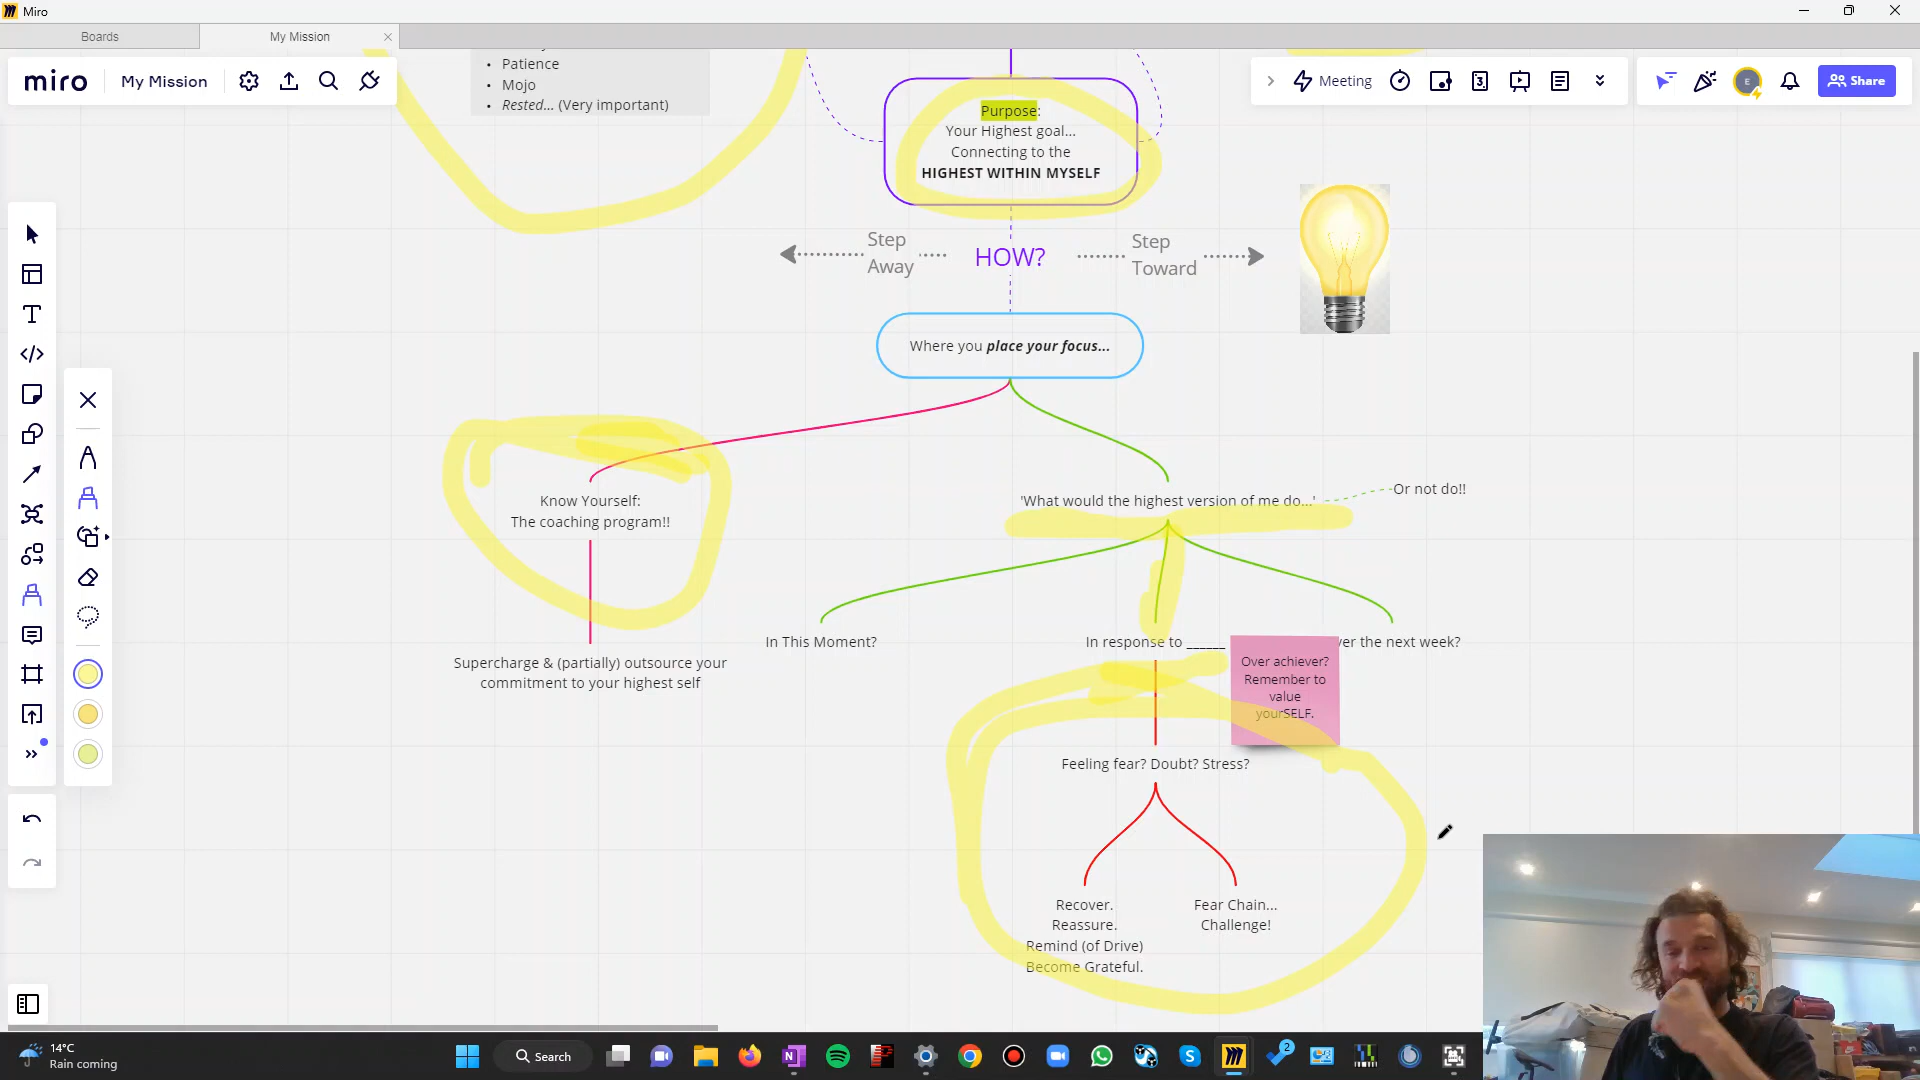 Miro
Boards
My Mission
miro
My Mission
Meeting
Share
• Patience
• Mojo
• Rested... (Very important)
Purpose:
Your Highest goal...
Connecting to the
HIGHEST WITHIN MYSELF
Step
Away
HOW?
Step
Toward
Where you place your focus...
Know Yourself:
The coaching program!!
'What would the highest version of me do...'
Or not do!!
Supercharge & (partially) outsource your
commitment to your highest self
In This Moment?
In response to ______
er the next week?
Over achiever?
Remember to
value
yourSELF.
Feeling fear? Doubt? Stress?
Recover.
Reassure.
Remind (of Drive)
Become Grateful.
Fear Chain...
Challenge!
14°C
Rain coming
Search
2